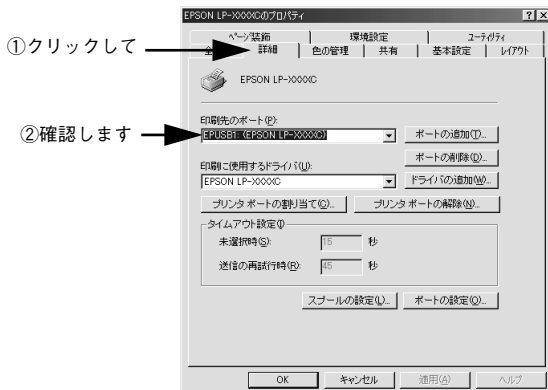 EPSON LP-XXXXCのプロパティ
ページ装飾 環境設定 ユーティリティ
詳細 色の管理 共有 基本設定 レイアウト
①クリックして
EPSON LP-XXXXC
印刷先のポート(P):
②確認します
EPUSB1: (EPSON LP-XXXXC)
ポートの追加(T)...
ポートの削除(D)...
印刷に使用するドライバ(U):
EPSON LP-XXXXC
ドライバの追加(W)...
プリンタ ポートの割り当て(C)... プリンタ ポートの解除(N)...
タイムアウト設定
未選択時(S): 15 秒
送信の再試行時(R): 45 秒
スプールの設定(L)... ポートの設定(O)...
OK キャンセル 適用(A) ヘルプ